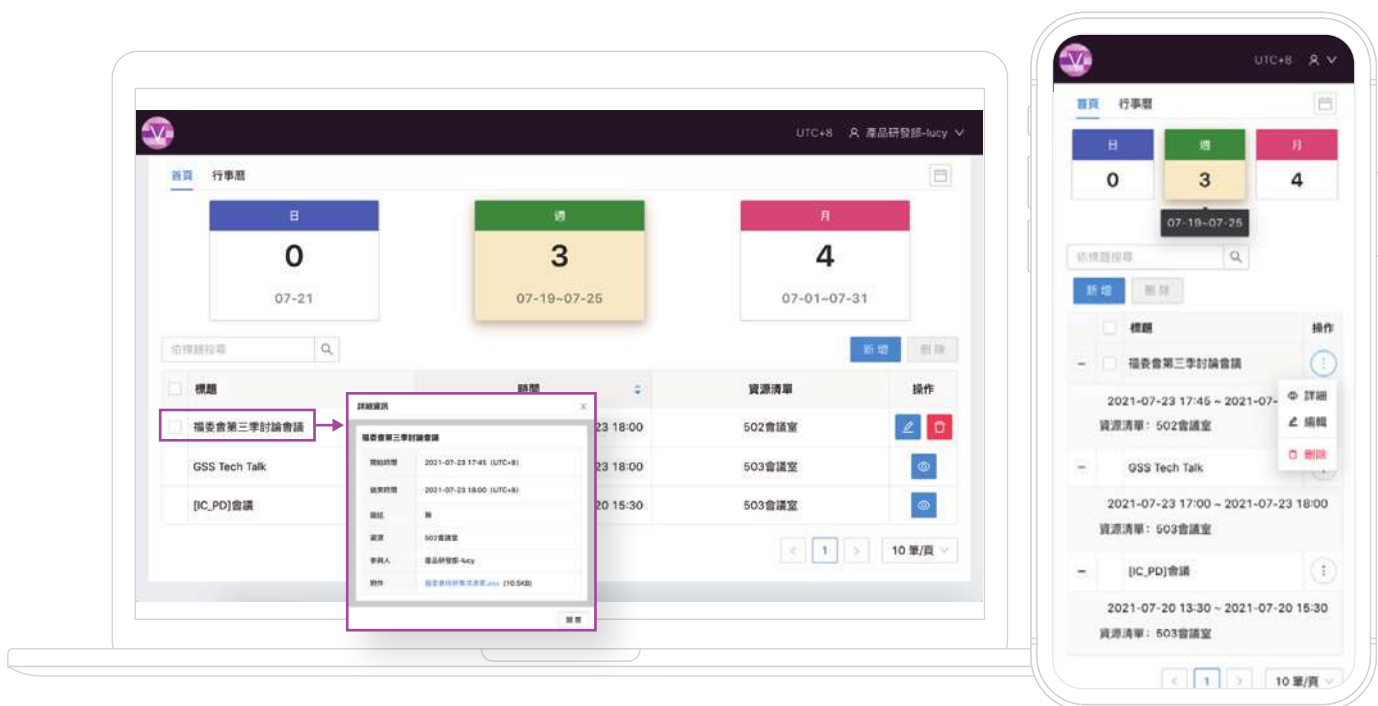 UTC+8 產品研發部-lucy
首頁 行事曆
日 週 月
0 3 4
07-21 07-19~07-25 07-01~07-31
依標題搜尋 新增 刪除
標題 時間 資源清單 操作
福委會第三季討論會議 23 18:00 502會議室
GSS Tech Talk 23 18:00 503會議室
[IC_PD]會議 20 15:30 503會議室
1 10 筆/頁
詳細資訊
福委會第三季討論會議
開始時間 2021-07-23 17:45 (UTC+8)
結束時間 2021-07-23 18:00 (UTC+8)
描述 無
資源 502會議室
參與人 產品研發部-lucy
附件 .xlsx (10.5KB)
關閉
UTC+8
首頁 行事曆
日 週 月
0 3 4
07-19~07-25
依標題搜尋
新增 刪除
標題 操作
福委會第三季討論會議
2021-07-23 17:45 ~ 2021-07-
資源清單：502會議室
詳細
編輯
刪除
GSS Tech Talk
2021-07-23 17:00 ~ 2021-07-23 18:00
資源清單：503會議室
[IC_PD]會議
2021-07-20 13:30 ~ 2021-07-20 15:30
資源清單：503會議室
1 10 筆/頁